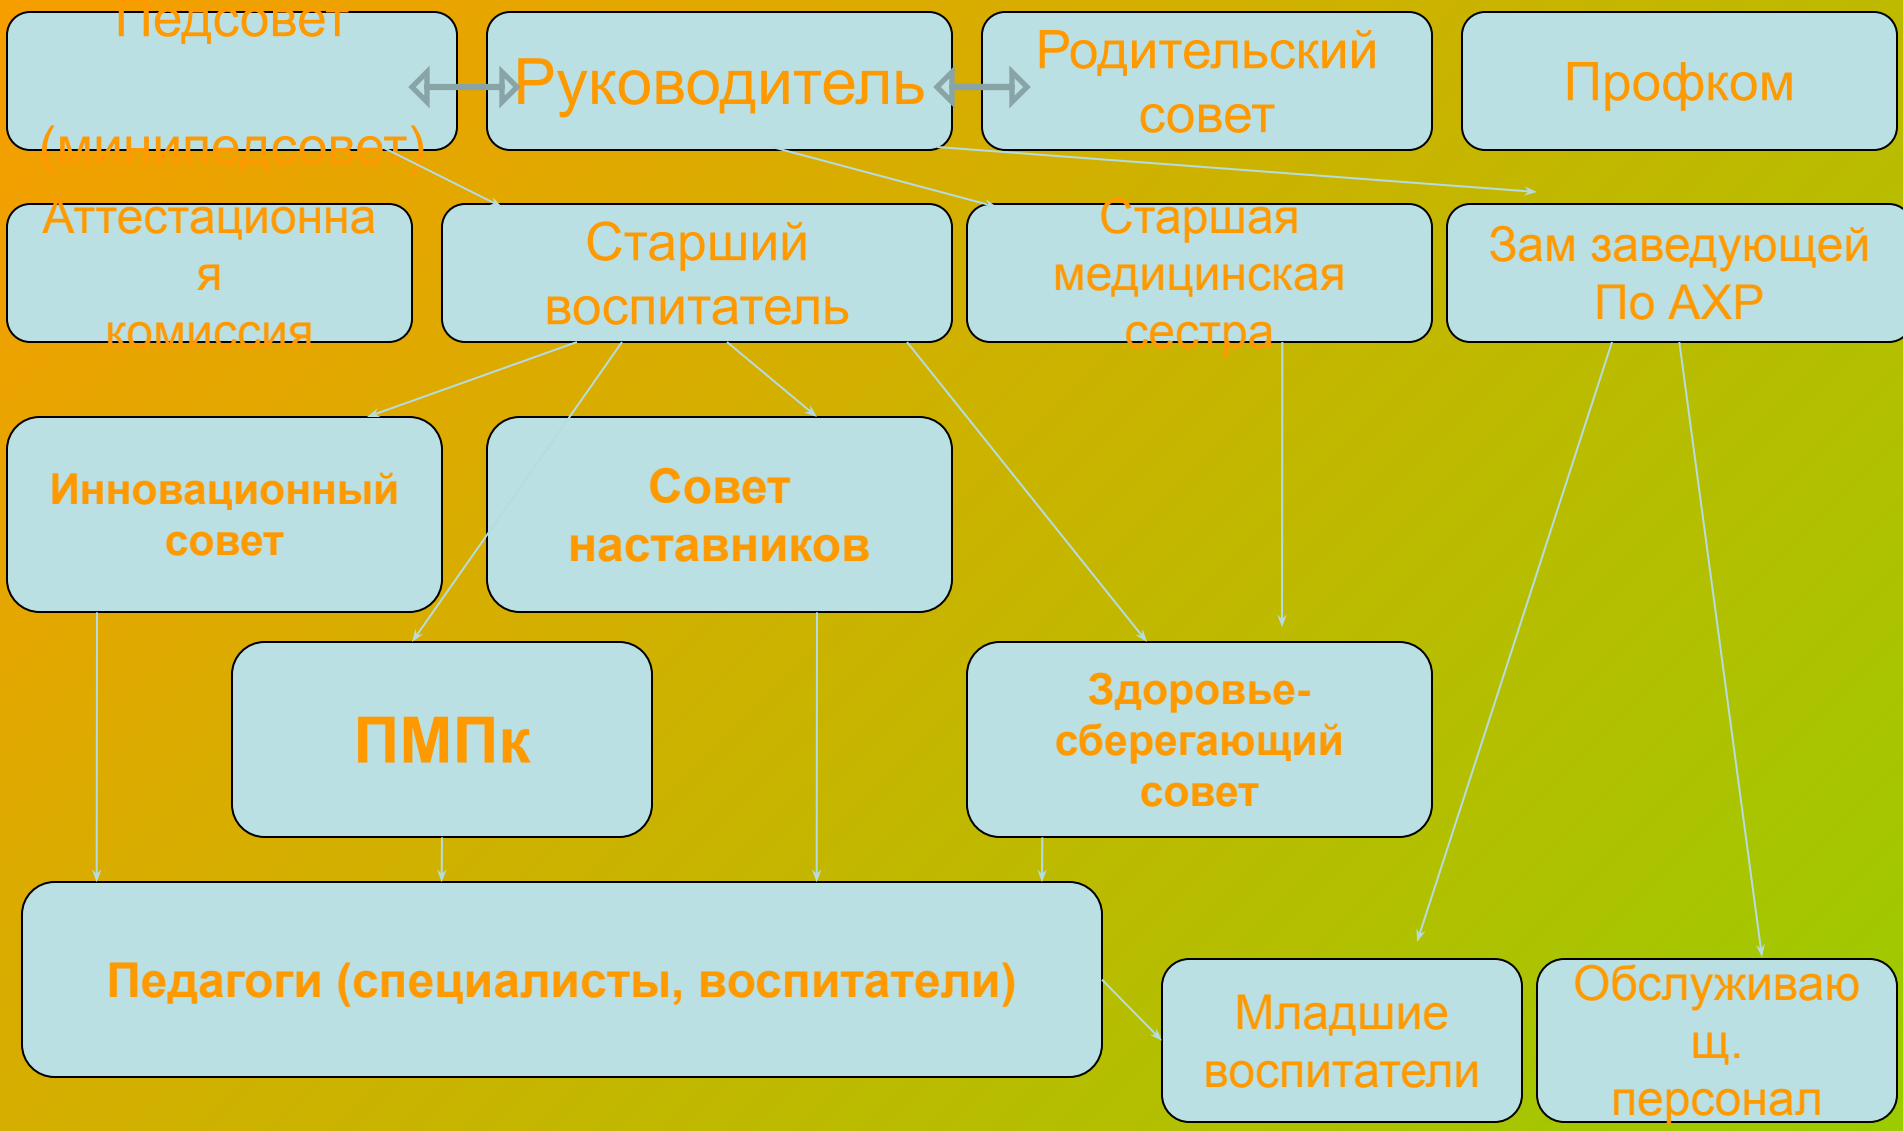 Педсовет
(минипедсовет)
Руководитель
Родительский
совет
Профком
Аттестационна
я
комиссия
Старший
воспитатель
Старшая
медицинская
сестра
Зам заведующей
По АХР
Инновационный
совет
Совет
наставников
ПМПк
Здоровье-
сберегающий
совет
Педагоги (специалисты, воспитатели)
Младшие
воспитатели
Обслуживаю
щ.
персонал